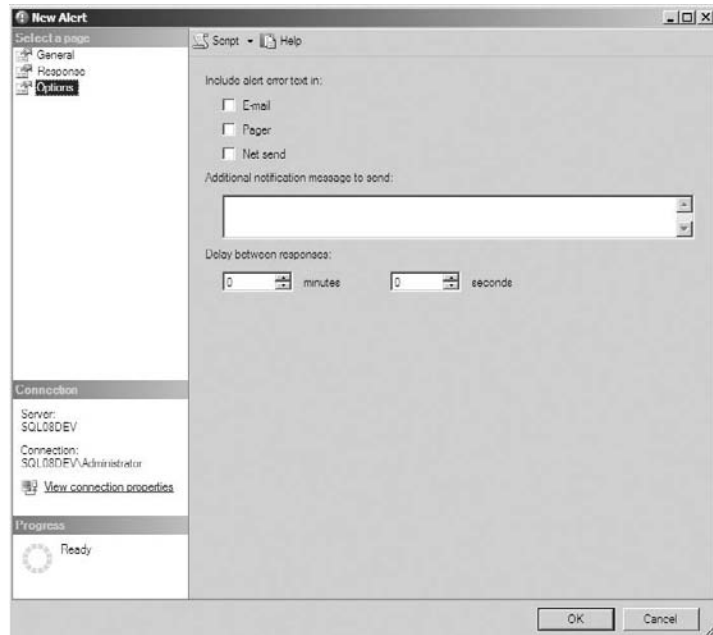 New Alert
Select a page
General
Response
Options
Script
Help
Include alert error text in:
E-mail
Pager
Net send
Additional notification message to send:
Delay between responses:
0 minutes 0 seconds
Connection
Server:
SQL08DEV
Connection:
SQL08DEV\Administrator
View connection properties
Progress
Ready
OK Cancel